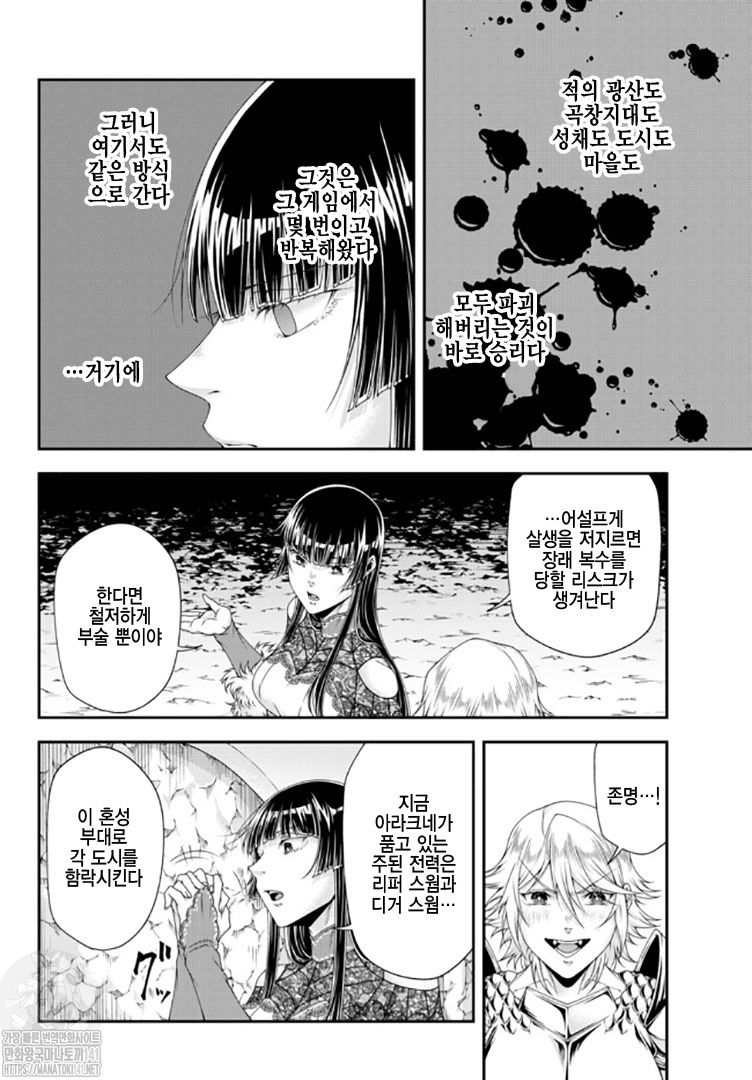 적의 광산도
곡창지대도
성채도 도시도
마을도
모두 파괴
해버리는 것이
바로 승리다
그것은
그 게임에서
몇 번이고
반복해왔다
그러니
여기서도
같은 방식
으로 간다
…거기에
…어설프게
살생을 저지르면
장래 복수를
당할 리스크가
생겨난다
한다면
철저하게
부술 뿐이야
존명…!
지금
아라크네가
품고 있는
주된 전력은
리퍼 스웜과
디거 스웜…
이 혼성
부대로
각 도시를
함락시킨다
グッ
가장 빠른 번역만화사이트
만화왕국마나토끼141
HTTPS://MANATOKI141.NET